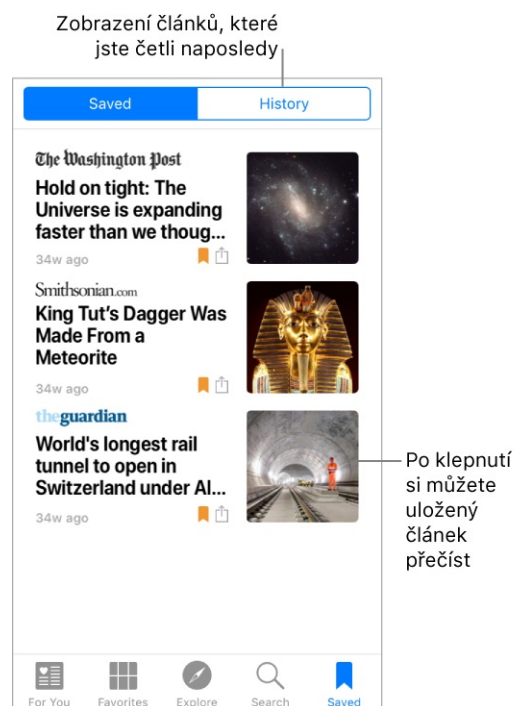 Zobrazení článků, které
jste četli naposledy
Saved
History
The Washington Post
Hold on tight: The
Universe is expanding
faster than we thoug...
34w ago
Smithsonian.com
King Tut's Dagger Was
Made From a
Meteorite
34w ago
theguardian
World's longest rail
tunnel to open in
Switzerland under Al...
34w ago
Po klepnutí
si můžete
uložený
článek
přečíst
For You
Favorites
Explore
Search
Saved